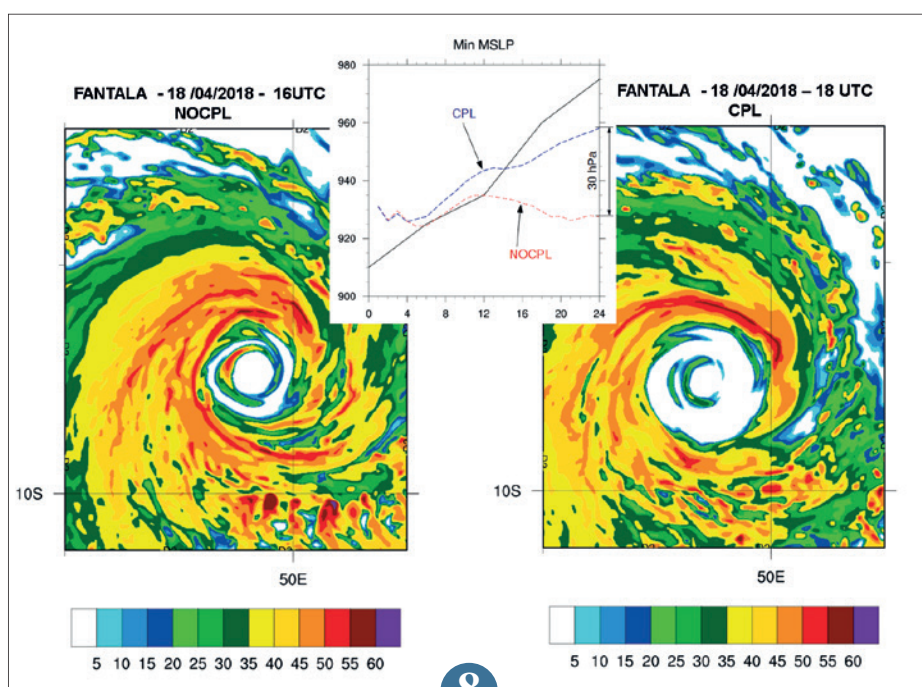 Min MSLP
FANTALA - 18 /04/2018 - 16UTC
NOCPL
980
960
940
920
900
CPL
NOCPL
30 hPa
0 4 8 12 16 20 24
FANTALA - 18 /04/2018 – 18 UTC
CPL
10S
50E
10S
50E
5 10 15 20 25 30 35 40 45 50 55 60
5 10 15 20 25 30 35 40 45 50 55 60
8